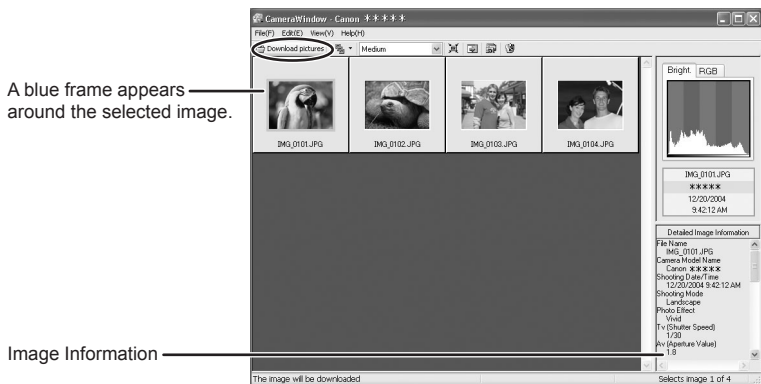 CameraWindow - Canon ＊＊＊＊＊
File(F) Edit(E) View(V) Help(H)
Download pictures
Medium
A blue frame appears
around the selected image.
IMG_0101.JPG IMG_0102.JPG IMG_0103.JPG IMG_0104.JPG
Bright. RGB
IMG_0101.JPG
＊＊＊＊＊
12/20/2004
9:42:12 AM
Detailed Image Information
File Name
IMG_0101.JPG
Camera Model Name
Canon ＊＊＊＊＊
Shooting Date/Time
12/20/2004 9:42:12 AM
Shooting Mode
Landscape
Photo Effect
Vivid
Tv (Shutter Speed)
1/30
Av (Aperture Value)
1.8
Image Information
The image will be downloaded
Selects image 1 of 4